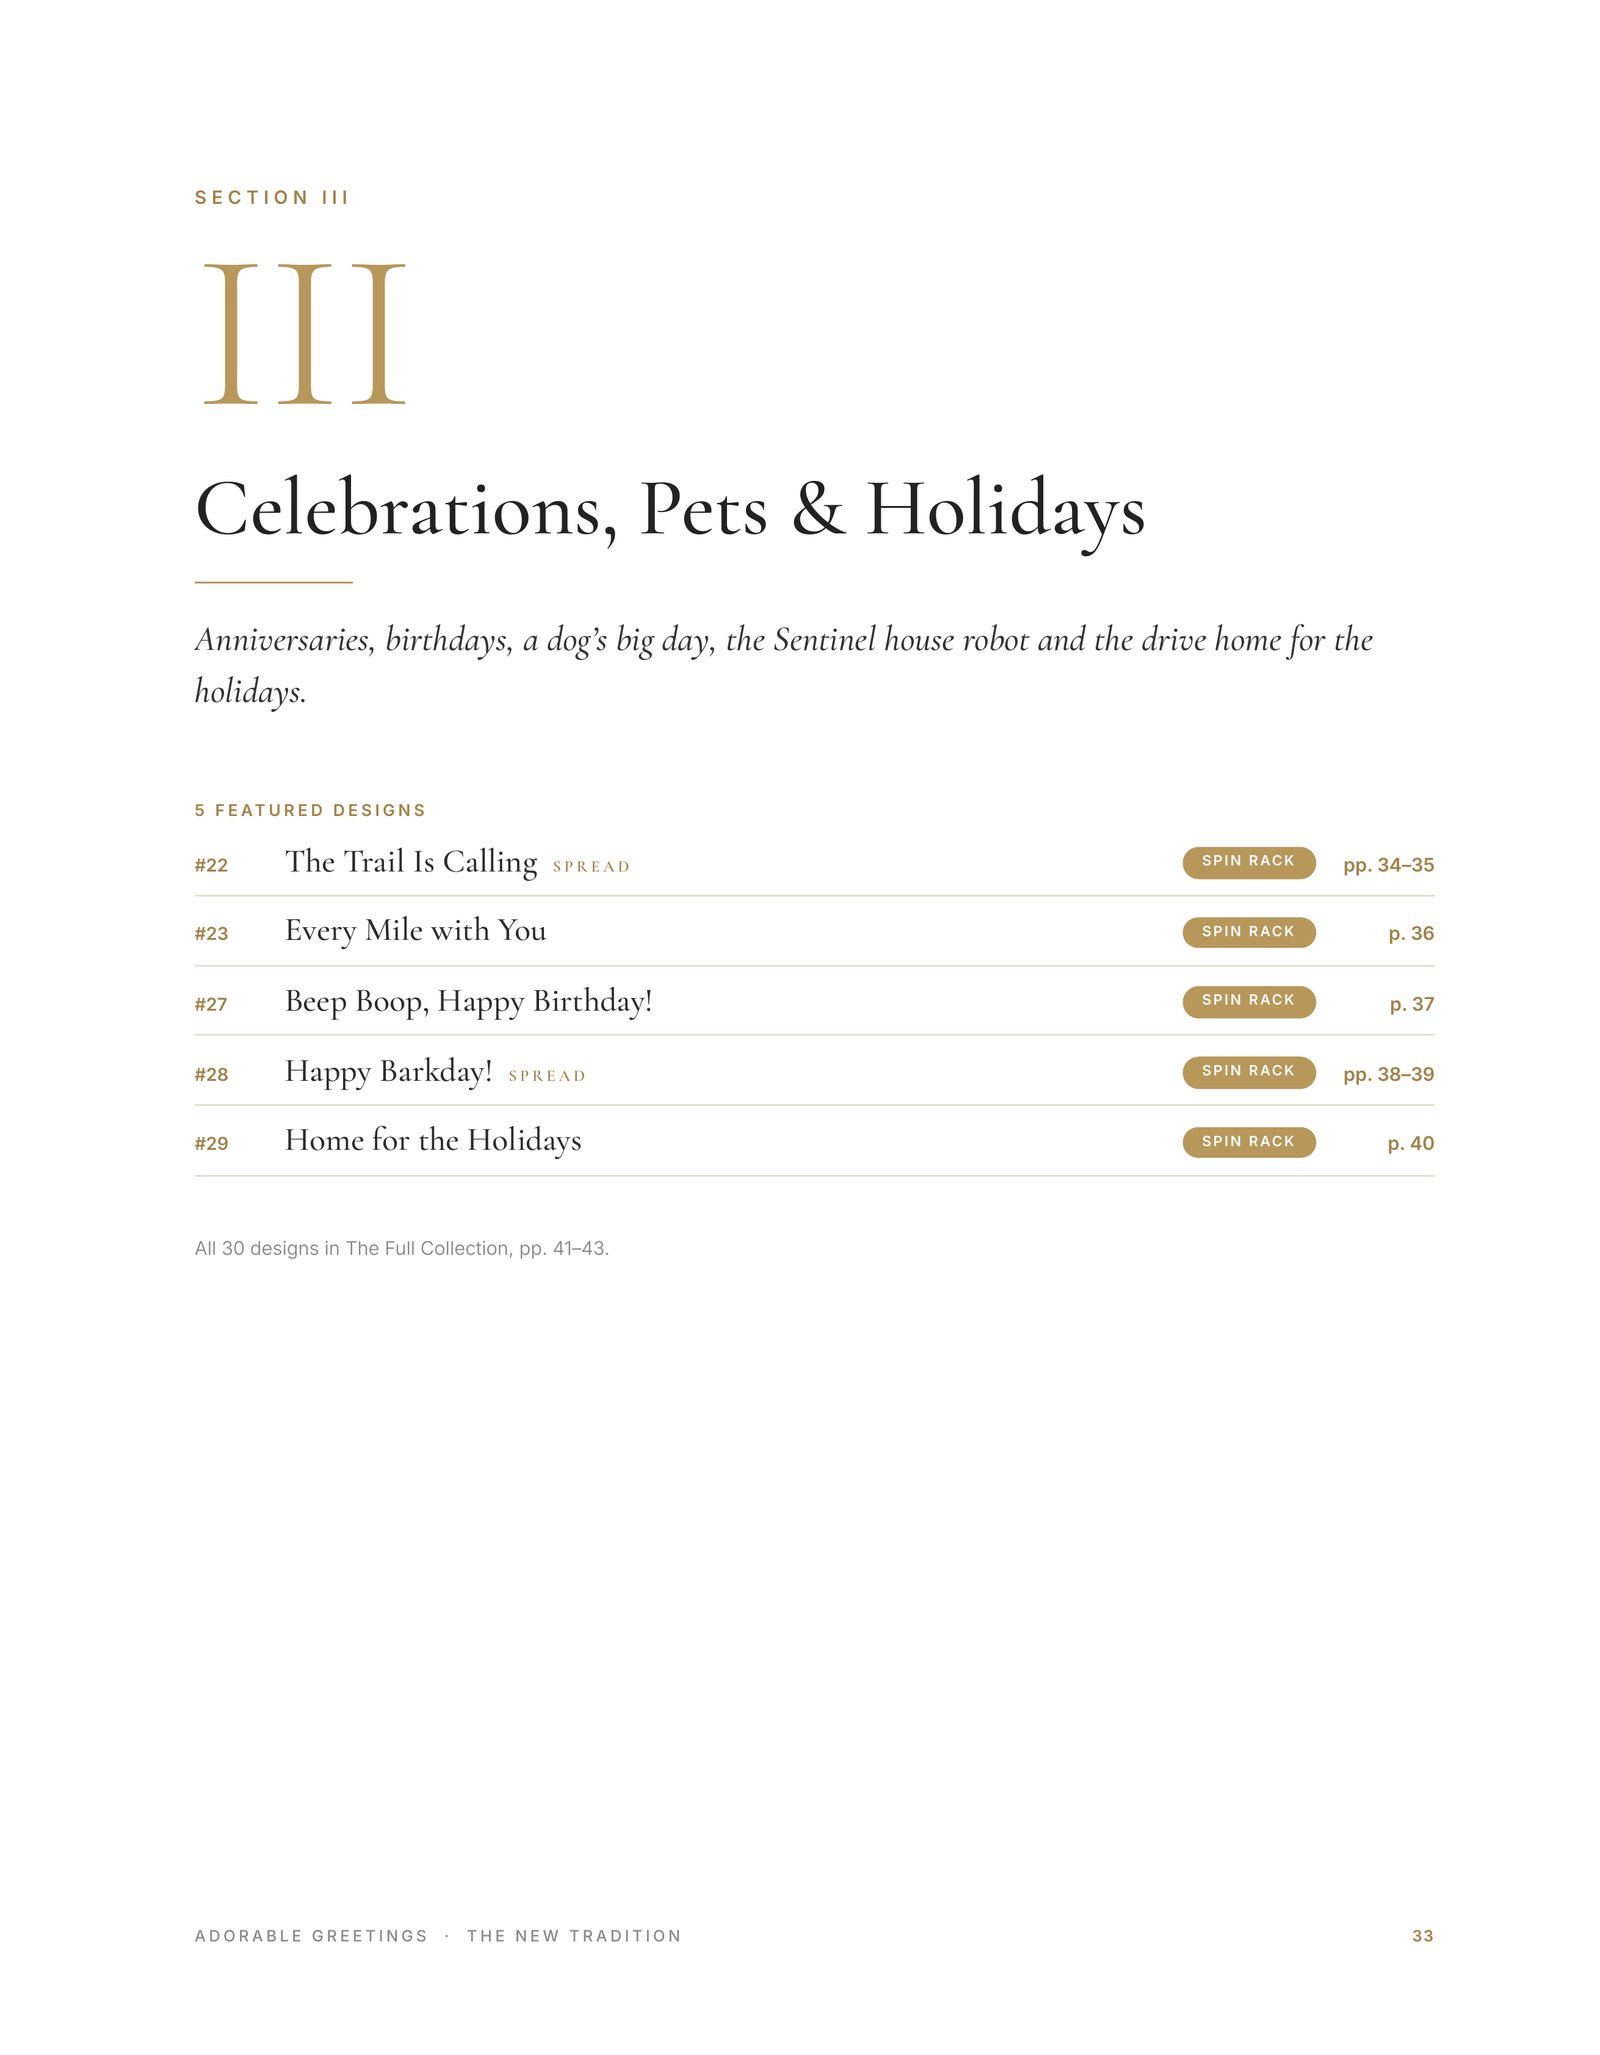 SECTION III
III
Celebrations, Pets & Holidays
Anniversaries, birthdays, a dog’s big day, the Sentinel house robot and the drive home for the
holidays.
5 FEATURED DESIGNS
#22 The Trail Is Calling SPREAD SPIN RACK pp. 34–35
#23 Every Mile with You SPIN RACK p. 36
#27 Beep Boop, Happy Birthday! SPIN RACK p. 37
#28 Happy Barkday! SPREAD SPIN RACK pp. 38–39
#29 Home for the Holidays SPIN RACK p. 40
All 30 designs in The Full Collection, pp. 41–43.
ADORABLE GREETINGS · THE NEW TRADITION 33